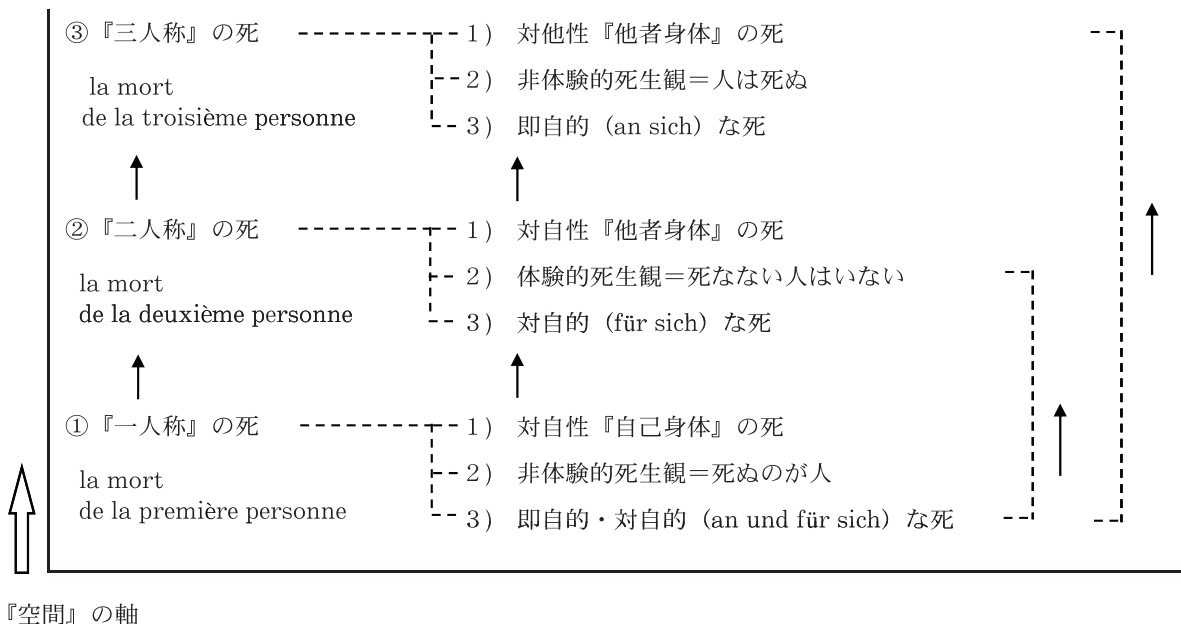 ③『三人称』の死
1） 対他性『他者身体』の死
la mort
de la troisième personne
2） 非体験的死生観＝人は死ぬ
3） 即自的（an sich）な死
②『二人称』の死
1） 対自性『他者身体』の死
la mort
de la deuxième personne
2） 体験的死生観＝死なない人はいない
3） 対自的（für sich）な死
①『一人称』の死
1） 対自性『自己身体』の死
la mort
de la première personne
2） 非体験的死生観＝死ぬのが人
3） 即自的・対自的（an und für sich）な死
『空間』の軸